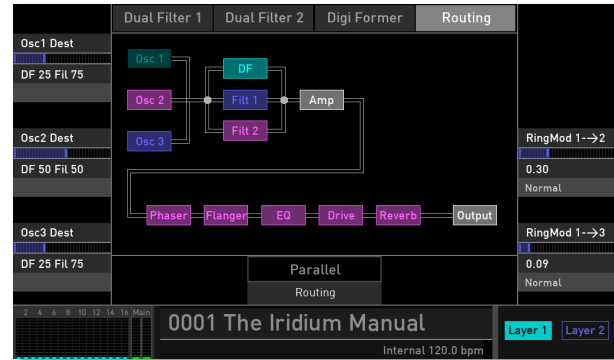 Dual Filter 1 Dual Filter 2 Digi Former Routing
Osc1 Dest
DF 25 Fil 75
Osc2 Dest
DF 50 Fil 50
Osc3 Dest
DF 25 Fil 75
Osc 1
Osc 2
Osc 3
DF
Filt 1
Filt 2
Amp
Phaser Flanger EQ Drive Reverb Output
RingMod 1-->2
0.30
Normal
RingMod 1-->3
0.09
Normal
Parallel
Routing
2 4 6 8 10 12 14 16 Main
0001 The Iridium Manual
Internal 120.0 bpm
Layer 1 Layer 2